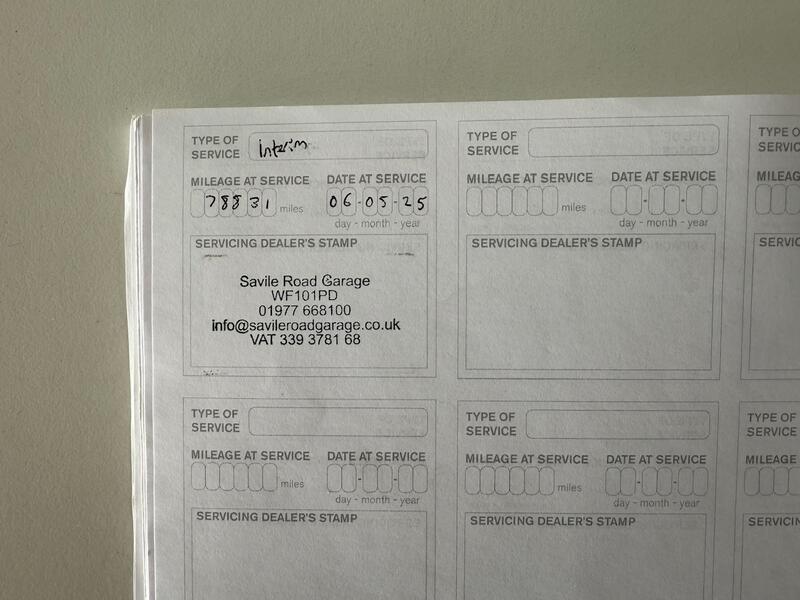 TYPE OF SERVICE interim
MILEAGE AT SERVICE DATE AT SERVICE
78831 miles 06-05-25
day - month - year
SERVICING DEALER'S STAMP
Savile Road Garage
WF101PD
01977 668100
info@savileroadgarage.co.uk
VAT 339 3781 68
TYPE OF SERVICE
MILEAGE AT SERVICE DATE AT SERVICE
miles
day - month - year
SERVICING DEALER'S STAMP
TYPE OF
MILEAGE
TYPE OF SERVICE
MILEAGE AT SERVICE DATE AT SERVICE
miles
day - month - year
SERVICING DEALER'S STAMP
TYPE OF SERVICE
MILEAGE AT SERVICE DATE AT SERVICE
miles
day - month - year
SERVICING DEALER'S STAMP
TYPE OF
SERVICE
MILEAGE
SERVICIN